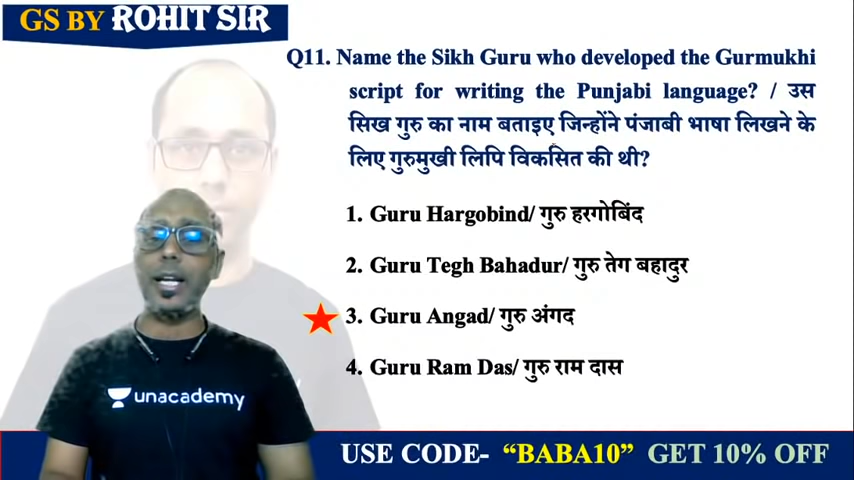 GS BY ROHIT SIR
Q11. Name the Sikh Guru who developed the Gurmukhi
script for writing the Punjabi language? / उस
सिख गुरु का नाम बताइए जिन्होंने पंजाबी भाषा लिखने के
लिए गुरुमुखी लिपि विकसित की थी?
1. Guru Hargobind/ गुरु हरगोबिंद
2. Guru Tegh Bahadur/ गुरु तेग बहादुर
3. Guru Angad/ गुरु अंगद
4. Guru Ram Das/ गुरु राम दास
unacademy
USE CODE- “BABA10” GET 10% OFF